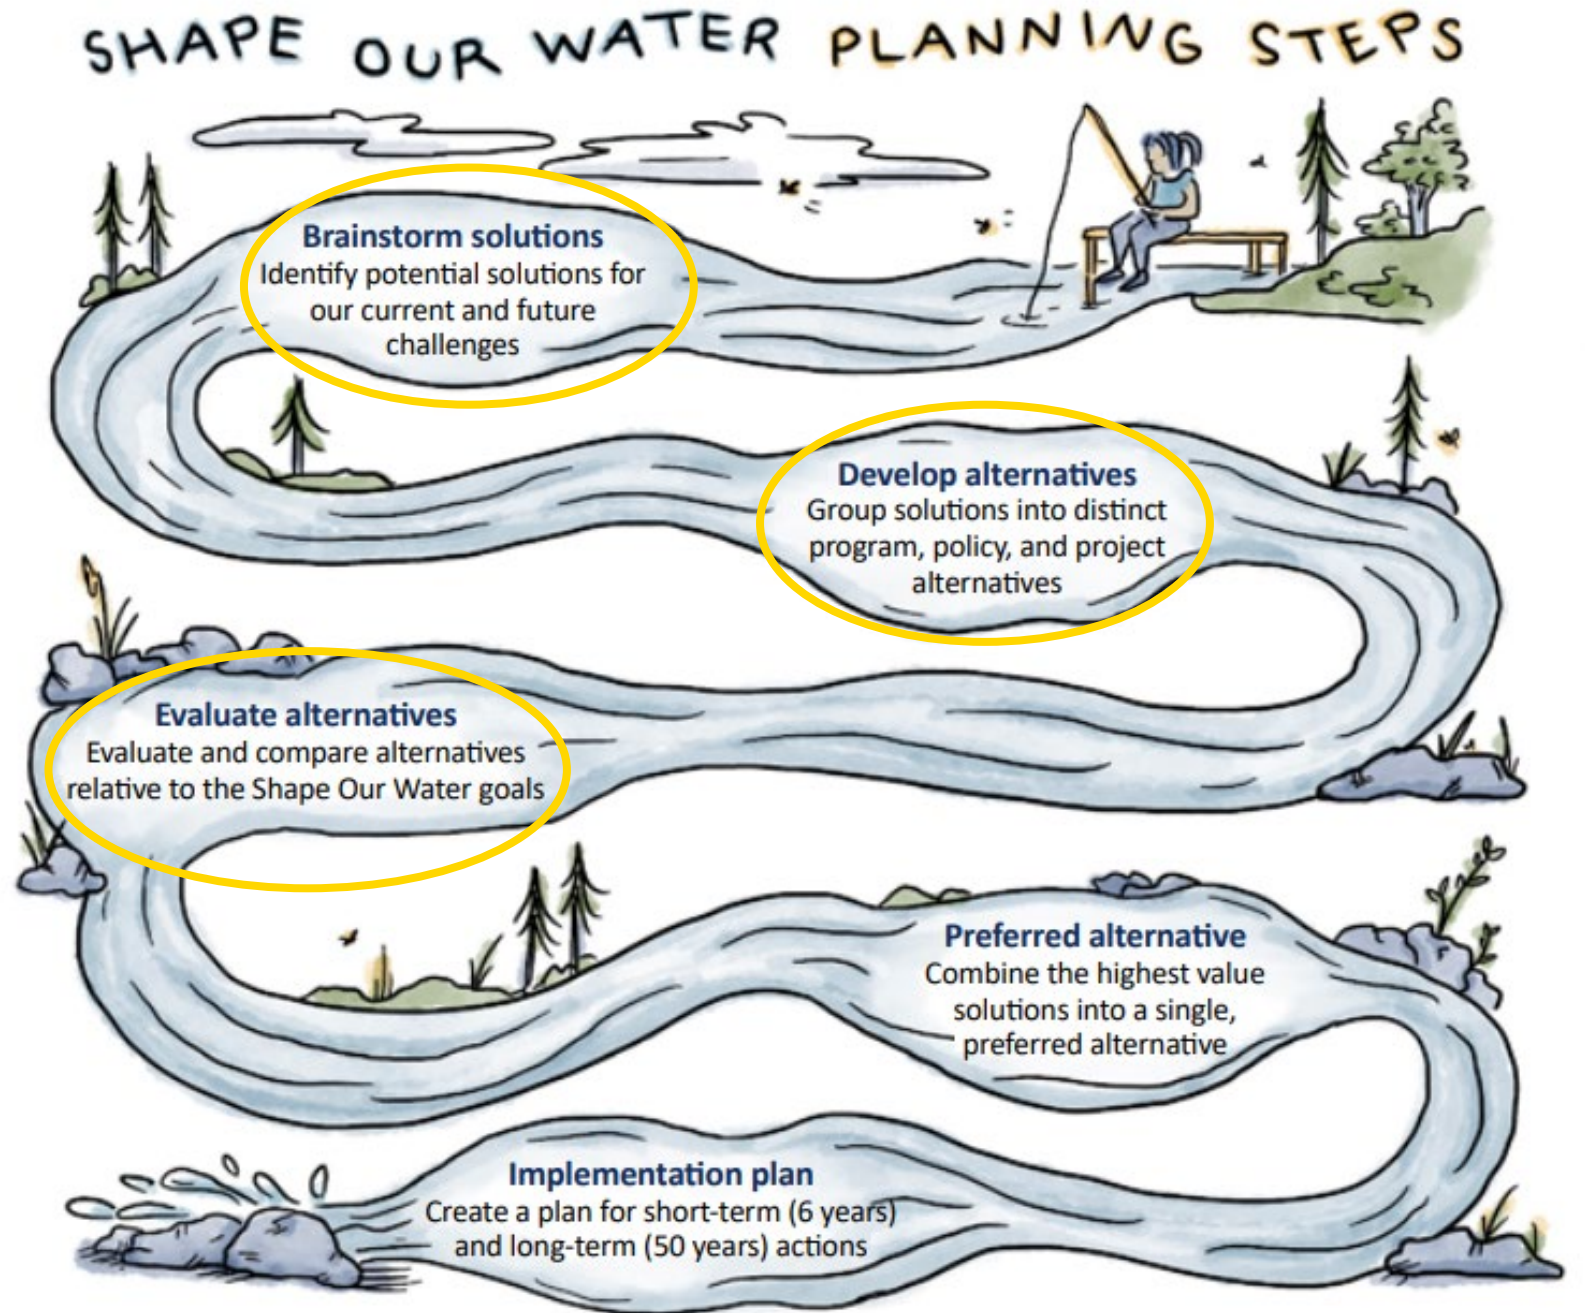 SHAPE OUR WATER PLANNING STEPS
Brainstorm solutions
Identify potential solutions for
our current and future
challenges
Develop alternatives
Group solutions into distinct
program, policy, and project
alternatives
Evaluate alternatives
Evaluate and compare alternatives
relative to the Shape Our Water goals
Preferred alternative
Combine the highest value
solutions into a single,
preferred alternative
Implementation plan
Create a plan for short-term (6 years)
and long-term (50 years) actions